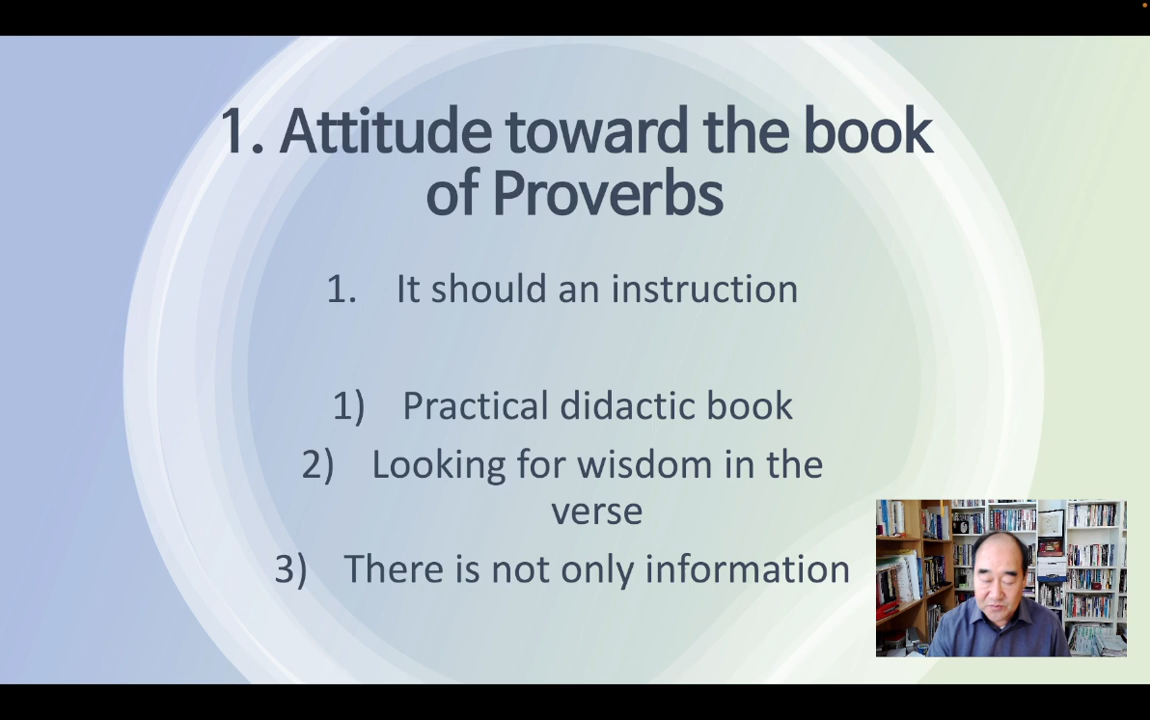 1. Attitude toward the book
of Proverbs
1. It should an instruction
1) Practical didactic book
2) Looking for wisdom in the
verse
3) There is not only information